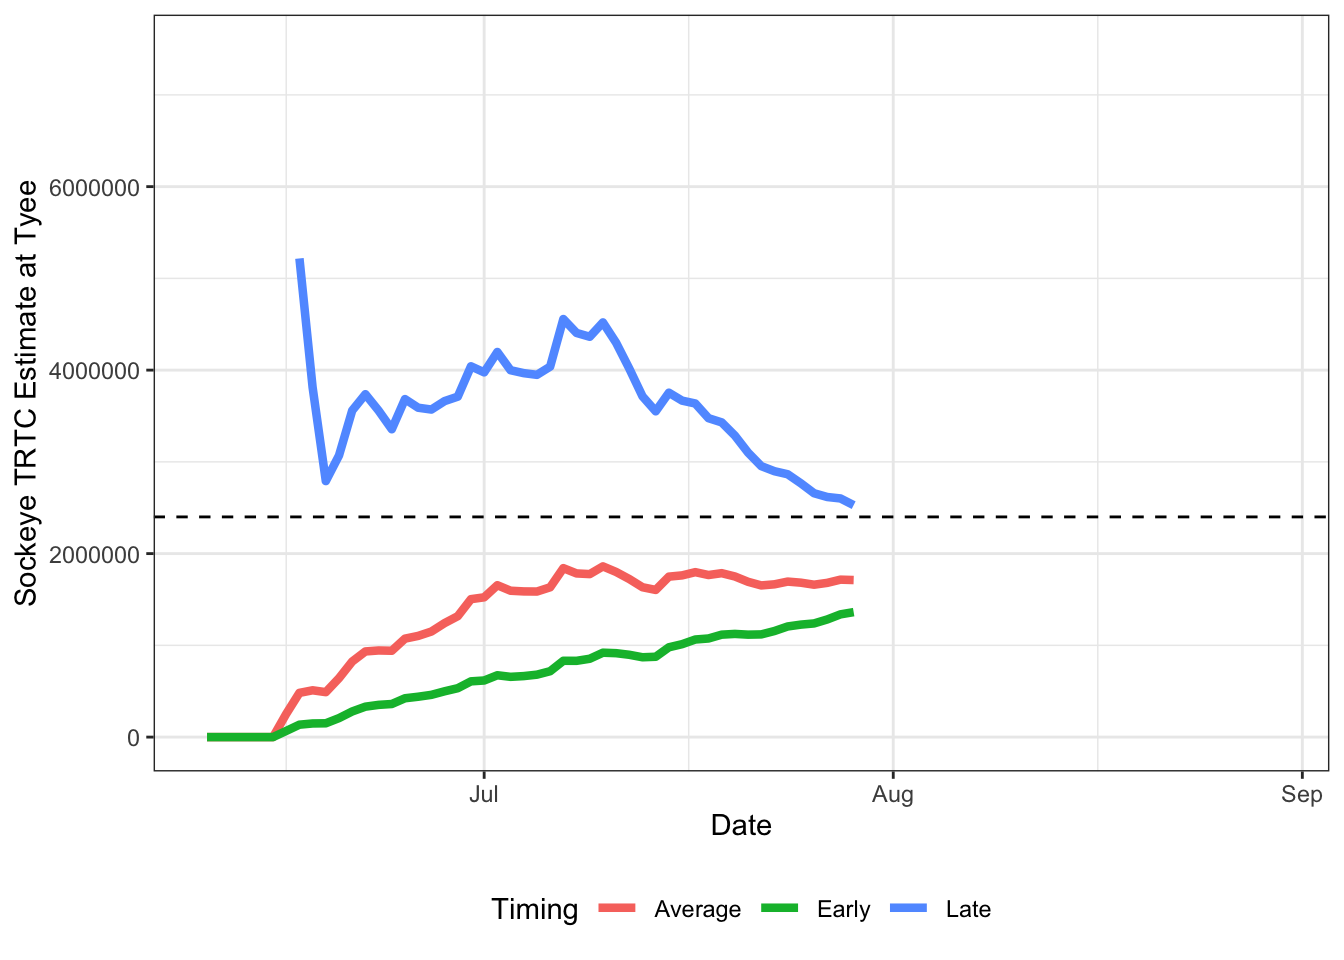 Sockeye TRTC Estimate at Tyee
6000000
4000000
2000000
0
Jul Aug Sep
Date
Timing Average Early Late